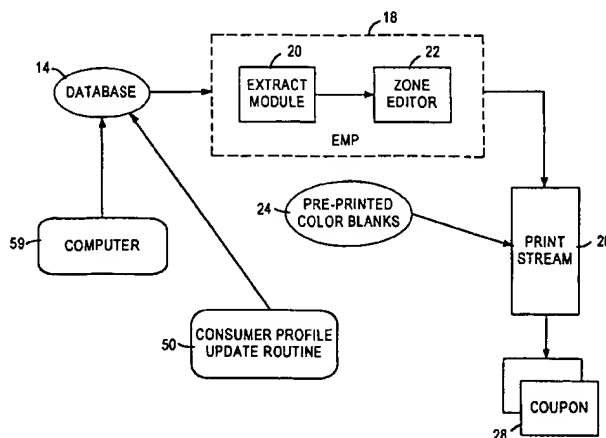 18
20
22
14
DATABASE
EXTRACT
MODULE
ZONE
EDITOR
EMP
24
PRE-PRINTED
COLOR BLANKS
59
COMPUTER
PRINT
STREAM
50
CONSUMER PROFILE
UPDATE ROUTINE
COUPON
28